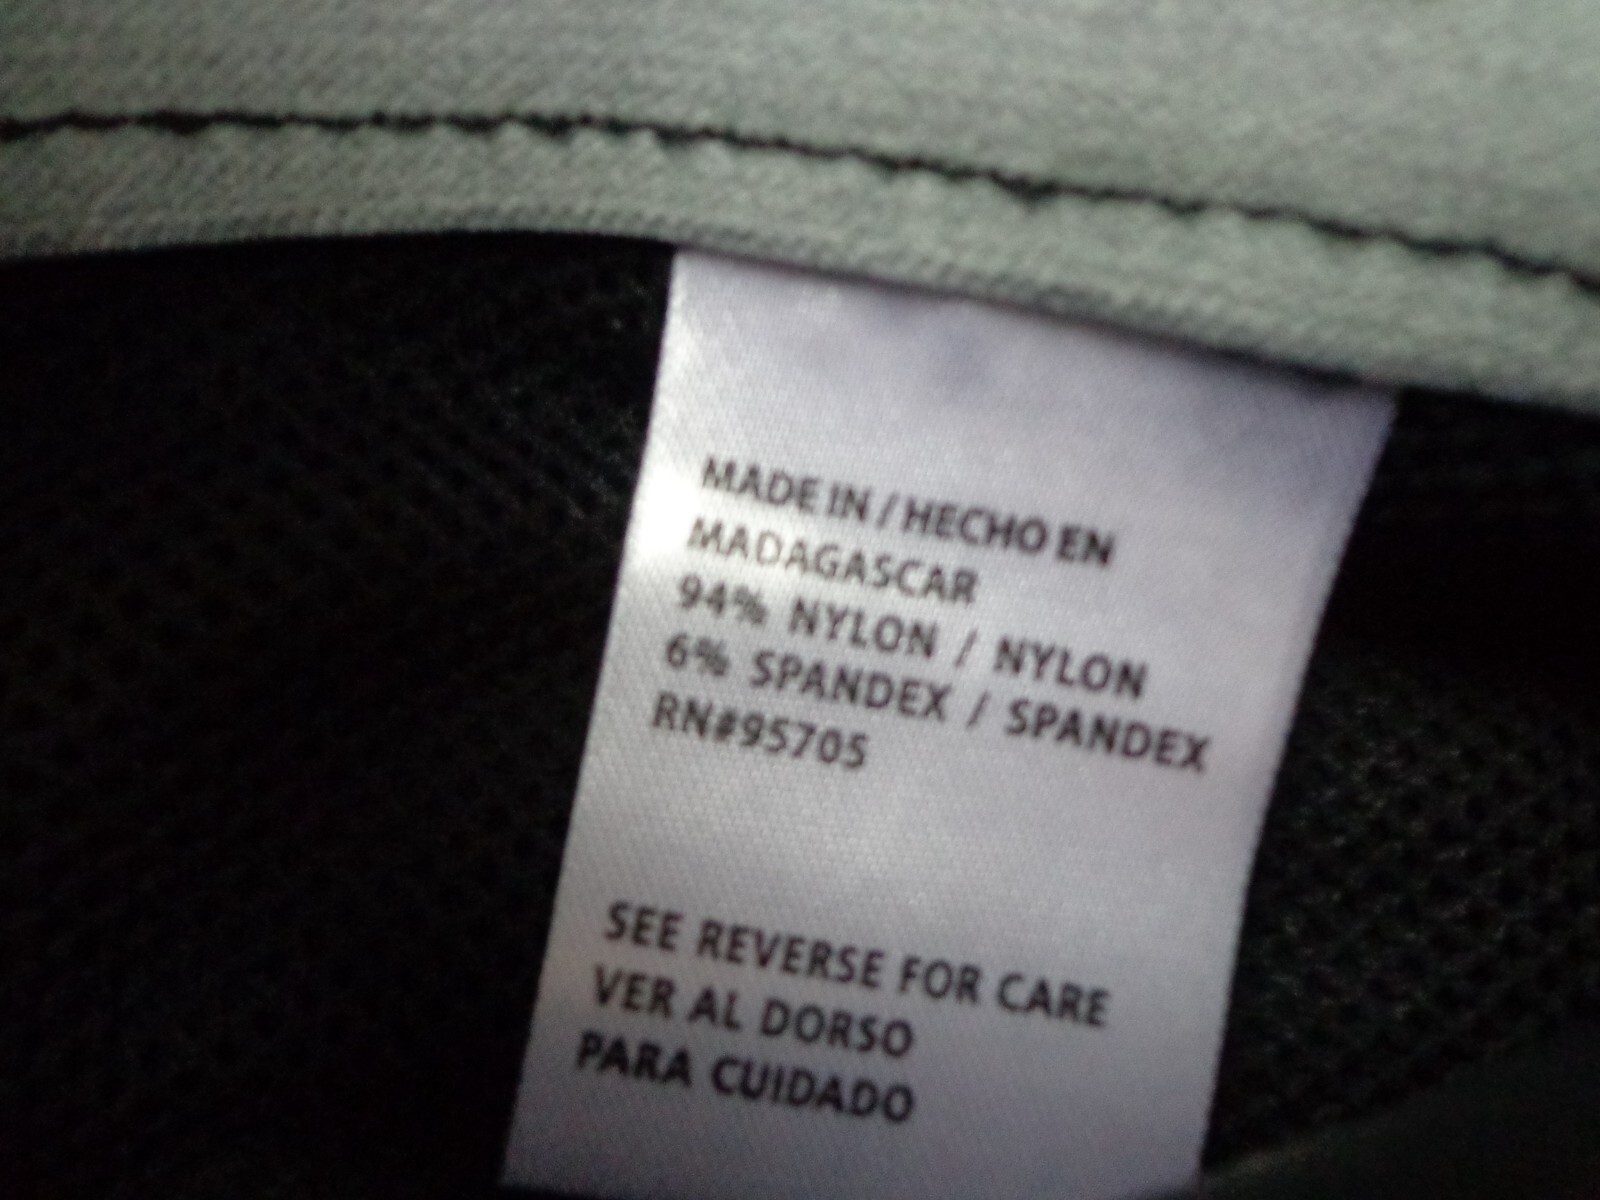 MADE IN / HECHO EN
MADAGASCAR
94% NYLON / NYLON
6% SPANDEX / SPANDEX
RN#95705
SEE REVERSE FOR CARE
VER AL DORSO
PARA CUIDADO